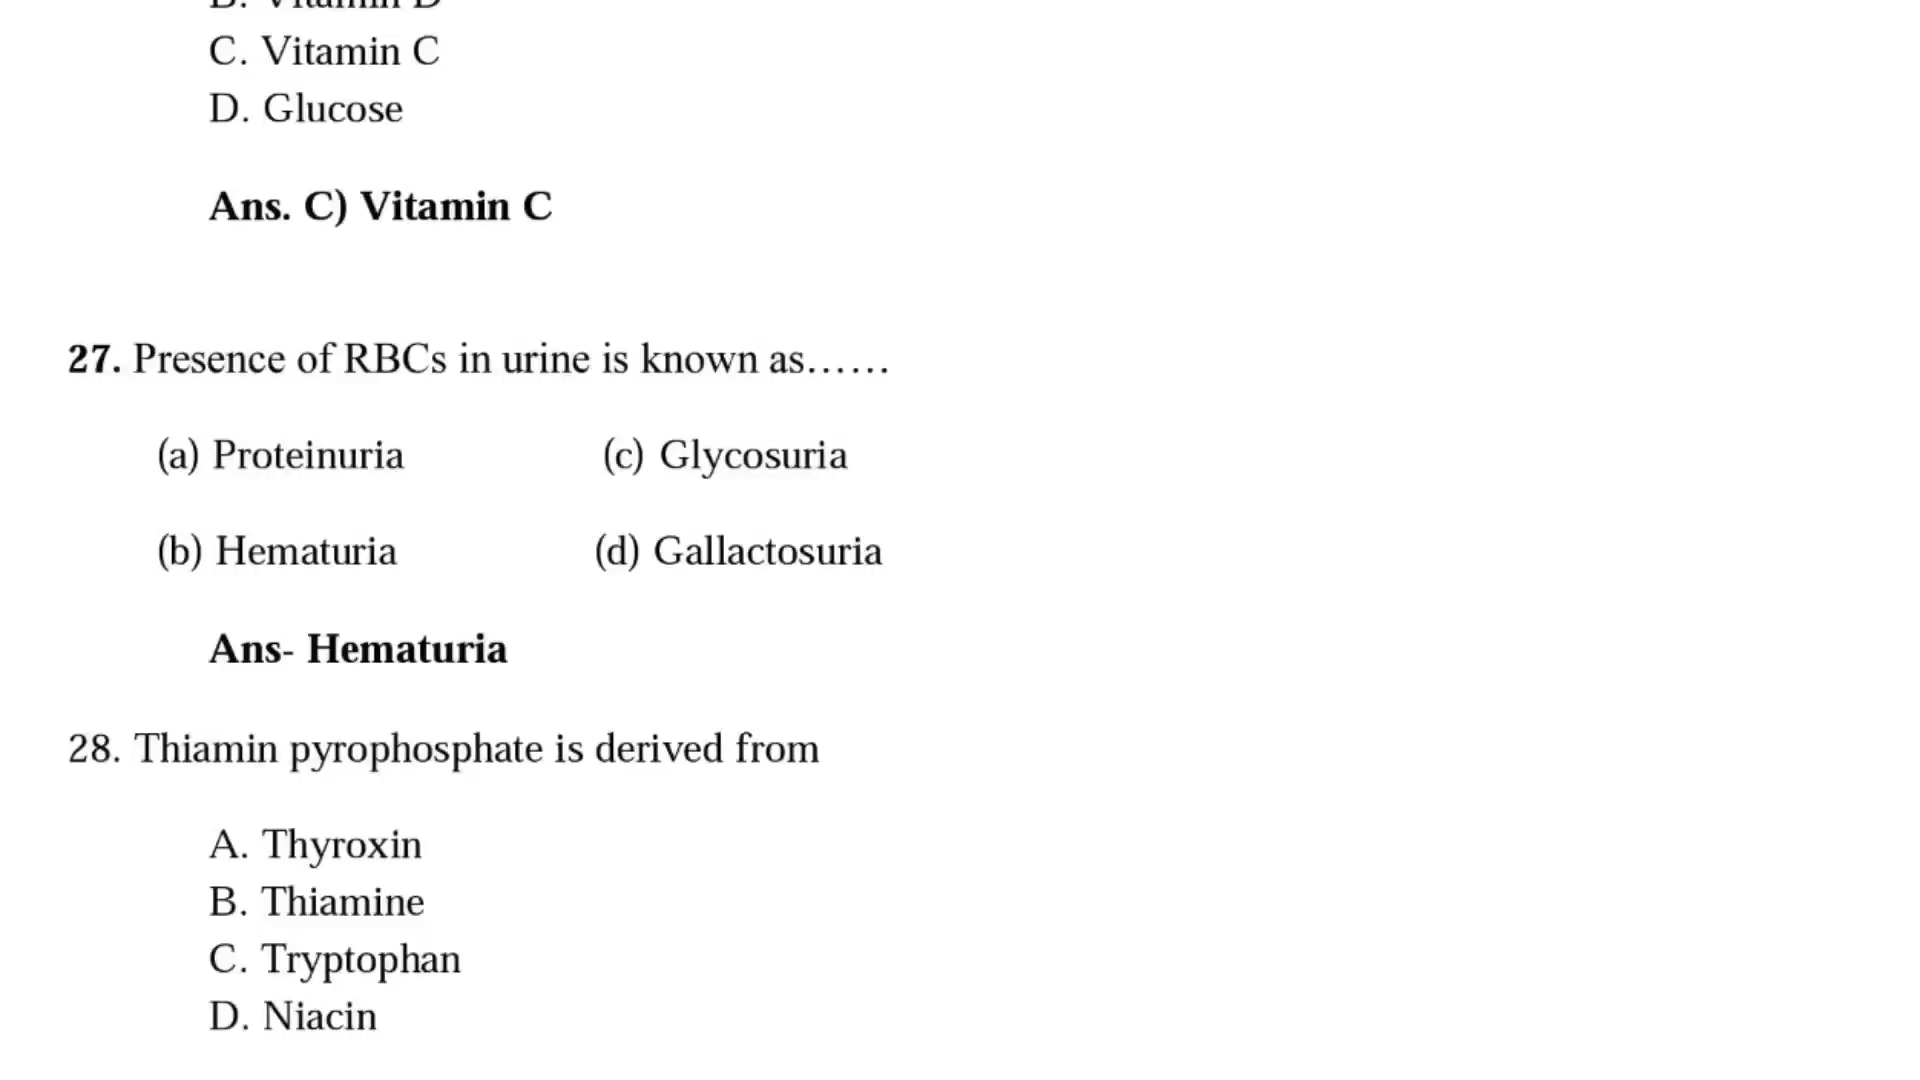 B. Vitamin D
C. Vitamin C
D. Glucose
Ans. C) Vitamin C
27. Presence of RBCs in urine is known as......
(a) Proteinuria (c) Glycosuria
(b) Hematuria (d) Gallactosuria
Ans- Hematuria
28. Thiamin pyrophosphate is derived from
A. Thyroxin
B. Thiamine
C. Tryptophan
D. Niacin